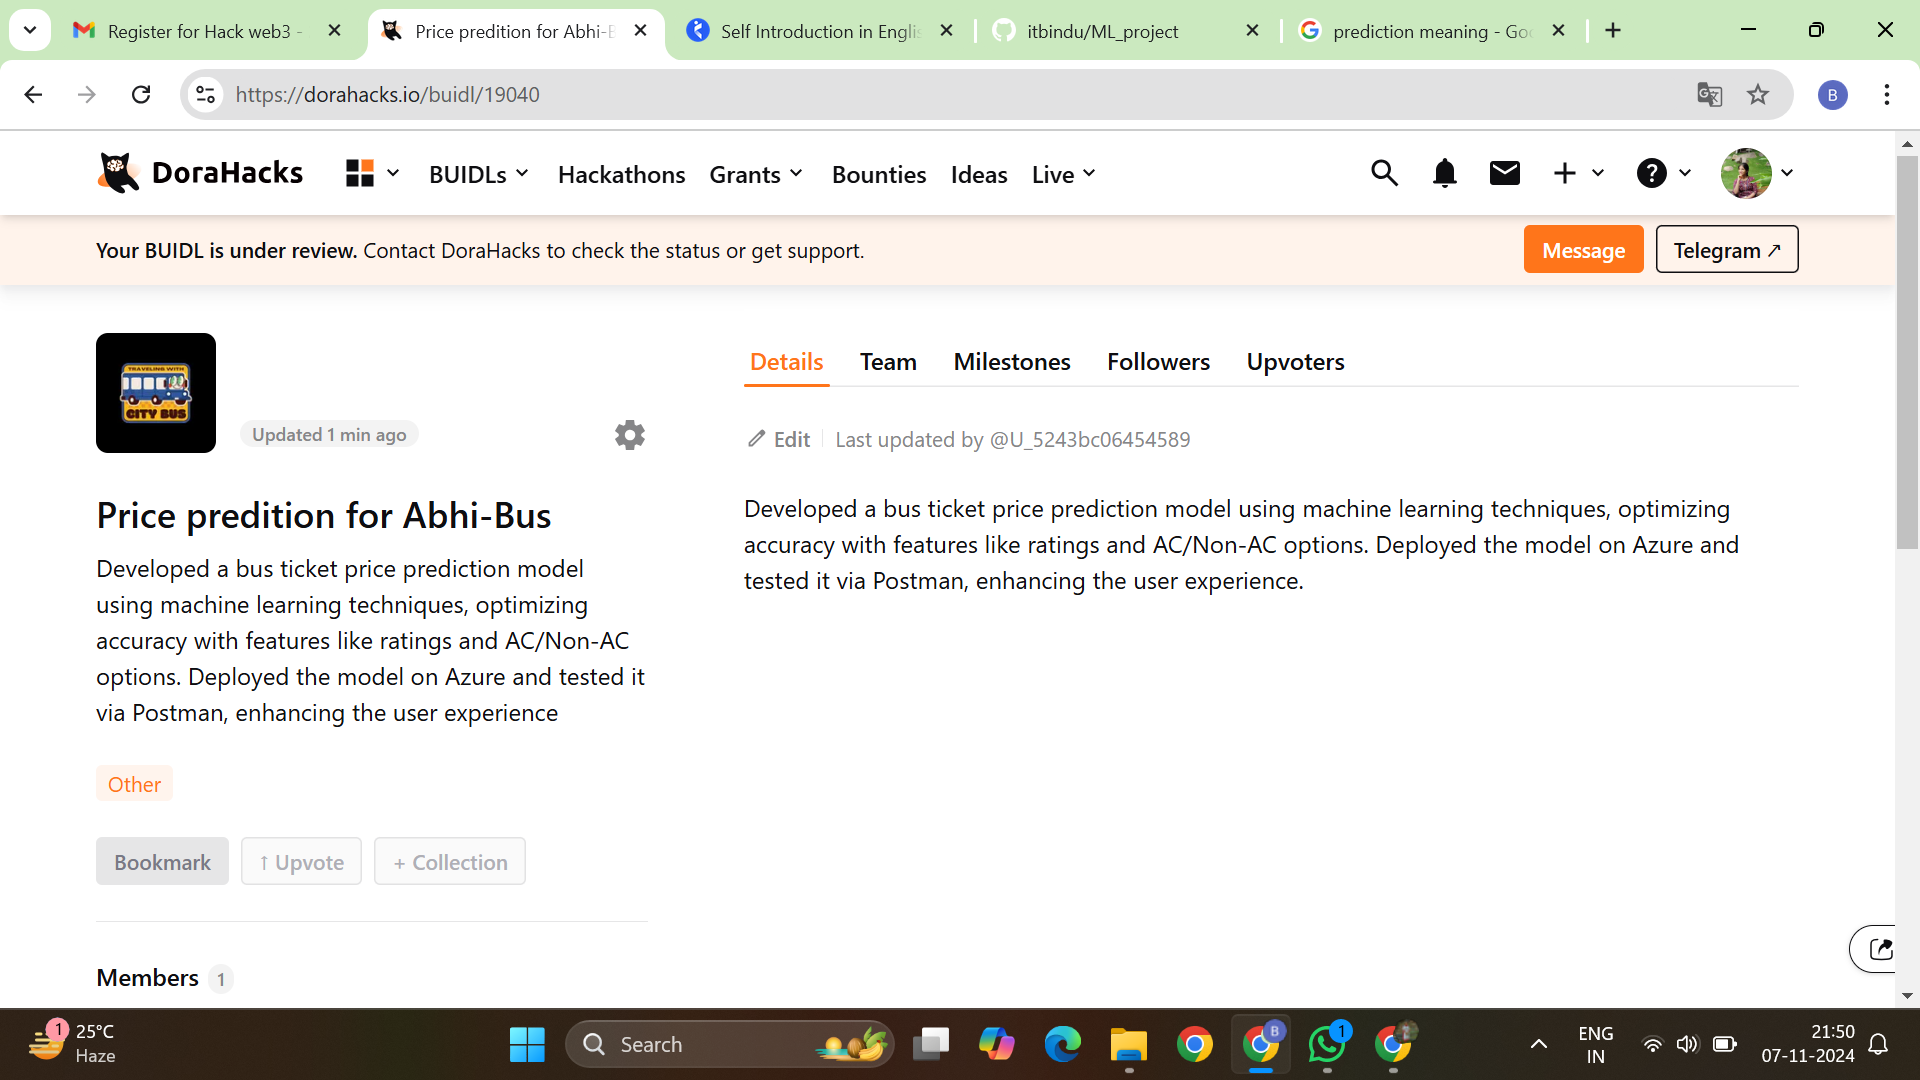 Register for Hack web3 -
Price predition for Abhi-B
Self Introduction in Englis
itbindu/ML_project
prediction meaning - Goo
https://dorahacks.io/buidl/19040
B
DoraHacks
BUIDLs
Hackathons
Grants
Bounties
Ideas
Live
Your BUIDL is under review. Contact DoraHacks to check the status or get support.
Message
Telegram ↗
TRAVELING WITH
CITY BUS
Updated 1 min ago
Price predition for Abhi-Bus
Developed a bus ticket price prediction model
using machine learning techniques, optimizing
accuracy with features like ratings and AC/Non-AC
options. Deployed the model on Azure and tested it
via Postman, enhancing the user experience
Other
Bookmark
↑ Upvote
+ Collection
Members 1
Details
Team
Milestones
Followers
Upvoters
Edit
Last updated by @U_5243bc06454589
Developed a bus ticket price prediction model using machine learning techniques, optimizing
accuracy with features like ratings and AC/Non-AC options. Deployed the model on Azure and
tested it via Postman, enhancing the user experience.
1
25°C
Haze
Search
B
1
ENG
IN
21:50
07-11-2024